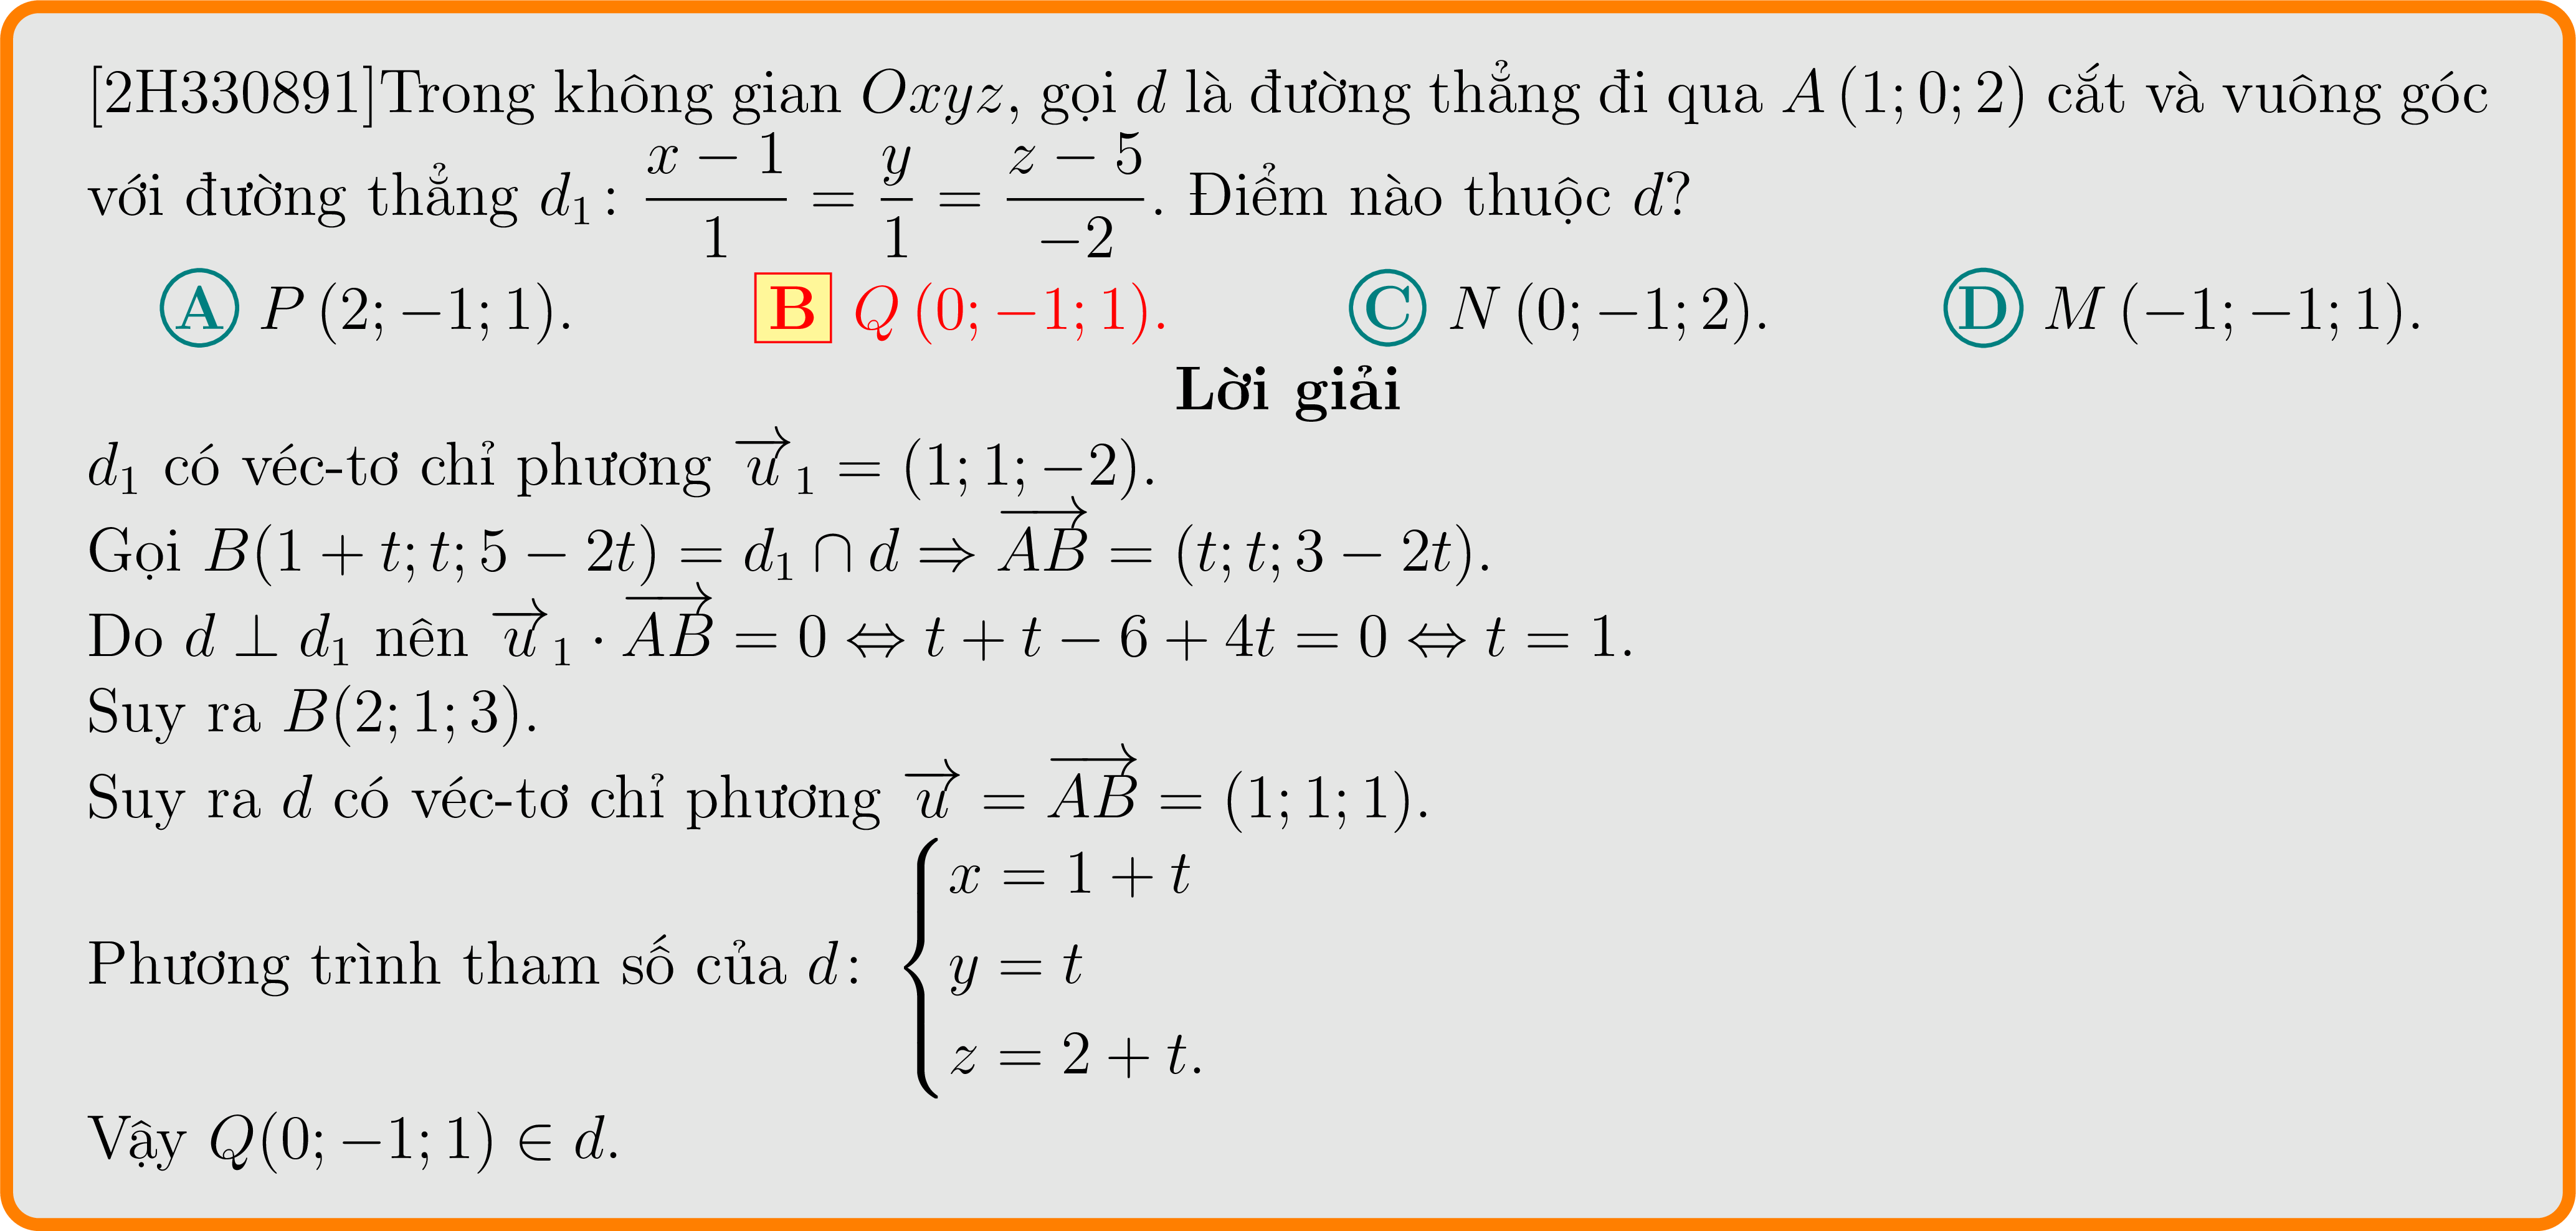 [2H330891]Trong không gian $Oxyz$, gọi $d$ là đường thẳng đi qua $A\,(1;0;2)$ cắt và vuông góc
với đường thẳng $d_1\colon \dfrac{x-1}{1}=\dfrac{y}{1}=\dfrac{z-5}{-2}$. Điểm nào thuộc $d$?
A $P\,(2;-1;1)$. B $Q\,(0;-1;1)$. C $N\,(0;-1;2)$. D $M\,(-1;-1;1)$.
Lời giải
$d_1$ có véc-tơ chỉ phương $\overrightarrow{u}_1=(1;1;-2)$.
Gọi $B(1+t;t;5-2t)=d_1\cap d\Rightarrow \overrightarrow{AB}=(t;t;3-2t)$.
Do $d\perp d_1$ nên $\overrightarrow{u}_1\cdot\overrightarrow{AB}=0\Leftrightarrow t+t-6+4t=0\Leftrightarrow t=1$.
Suy ra $B(2;1;3)$.
Suy ra $d$ có véc-tơ chỉ phương $\overrightarrow{u}=\overrightarrow{AB}=(1;1;1)$.
Phương trình tham số của $d\colon \begin{cases}x=1+t\\y=t\\z=2+t.\end{cases}$
Vậy $Q(0;-1;1)\in d$.